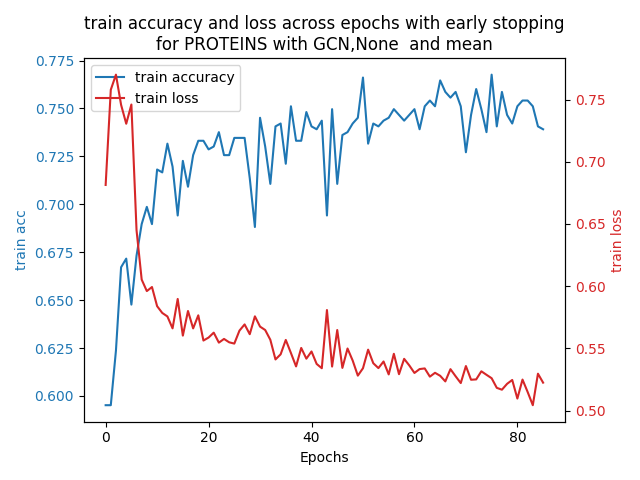 train accuracy and loss across epochs with early stopping
for PROTEINS with GCN,None  and mean
train accuracy
train loss
train acc
0.775
0.750
0.725
0.700
0.675
0.650
0.625
0.600
0
20
40
60
80
Epochs
0.75
0.70
0.65
0.60
0.55
0.50
train loss